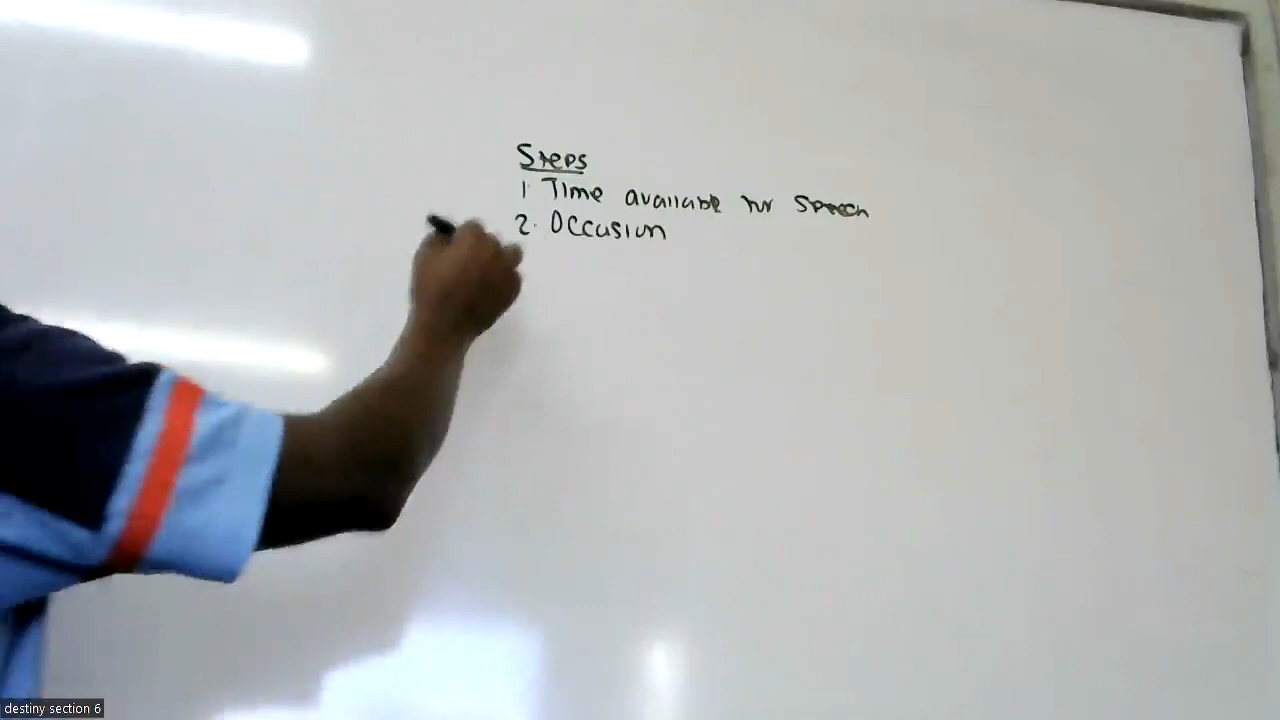 Steps
1. Time available for speech
2. Occasion
destiny section 6